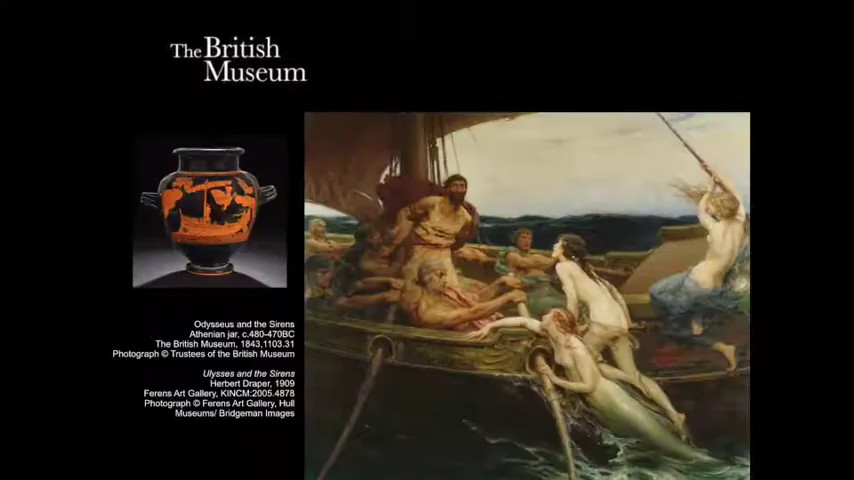 The British
Museum
Odysseus and the Sirens
Athenian jar, c.480-470BC
The British Museum, 1843,1103.31
Photograph © Trustees of the British Museum
Ulysses and the Sirens
Herbert Draper, 1909
Ferens Art Gallery, KINCM:2005.4878
Photograph © Ferens Art Gallery, Hull
Museums/ Bridgeman Images